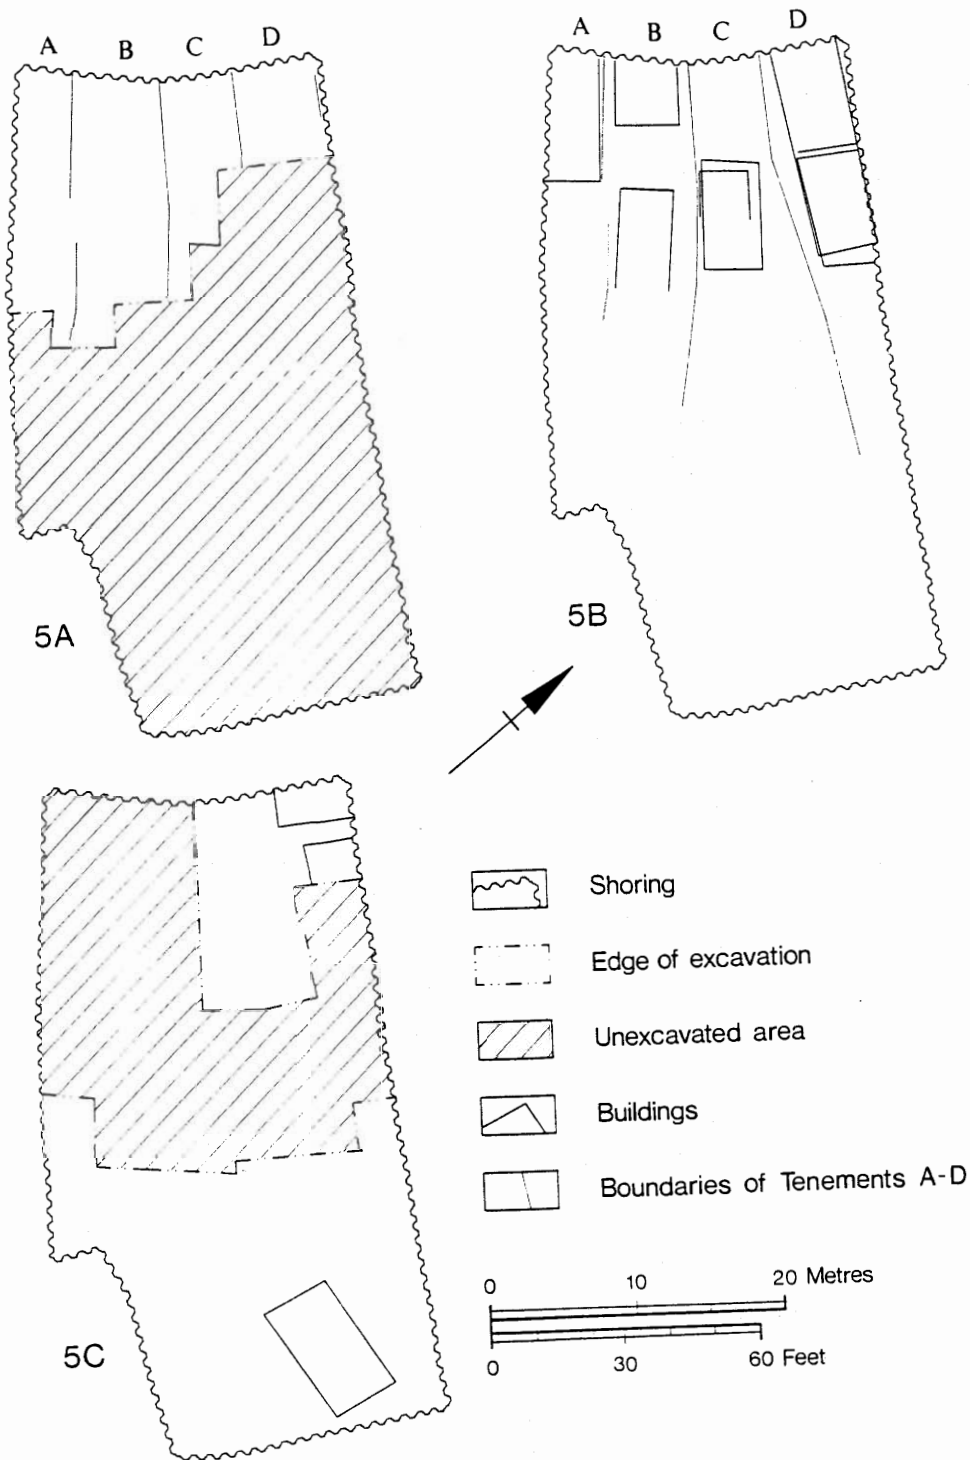 A B C D
A B C D
5A
5B
Shoring
Edge of excavation
Unexcavated area
Buildings
Boundaries of Tenements A-D
0 10 20 Metres
0 30 60 Feet
5C